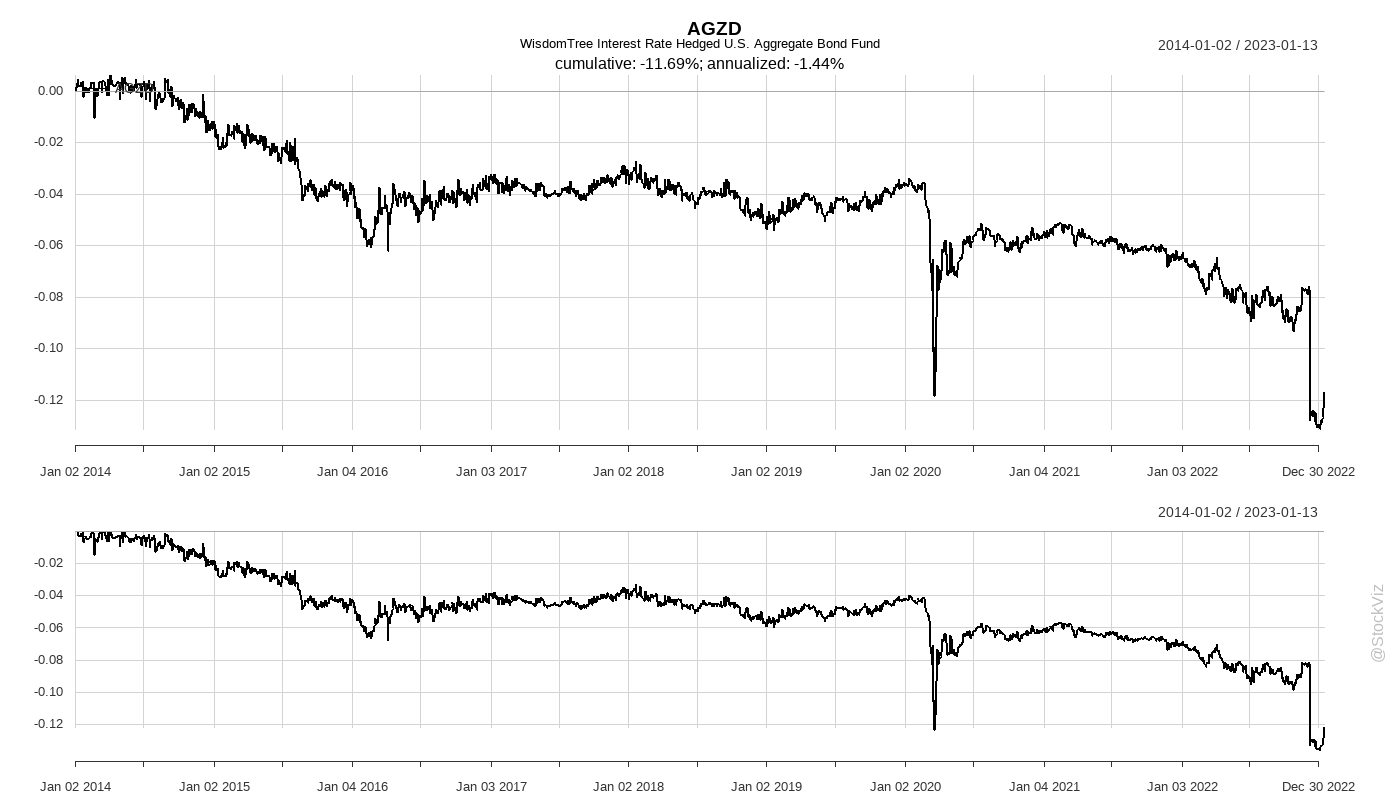 AGZD
WisdomTree Interest Rate Hedged U.S. Aggregate Bond Fund
cumulative: -11.69%; annualized: -1.44%
2014-01-02 / 2023-01-13
0.00
-0.02
-0.04
-0.06
-0.08
-0.10
-0.12
Jan 02 2014 Jan 02 2015 Jan 04 2016 Jan 03 2017 Jan 02 2018 Jan 02 2019 Jan 02 2020 Jan 04 2021 Jan 03 2022 Dec 30 2022
2014-01-02 / 2023-01-13
-0.02
-0.04
-0.06
-0.08
-0.10
-0.12
Jan 02 2014 Jan 02 2015 Jan 04 2016 Jan 03 2017 Jan 02 2018 Jan 02 2019 Jan 02 2020 Jan 04 2021 Jan 03 2022 Dec 30 2022
@StockViz